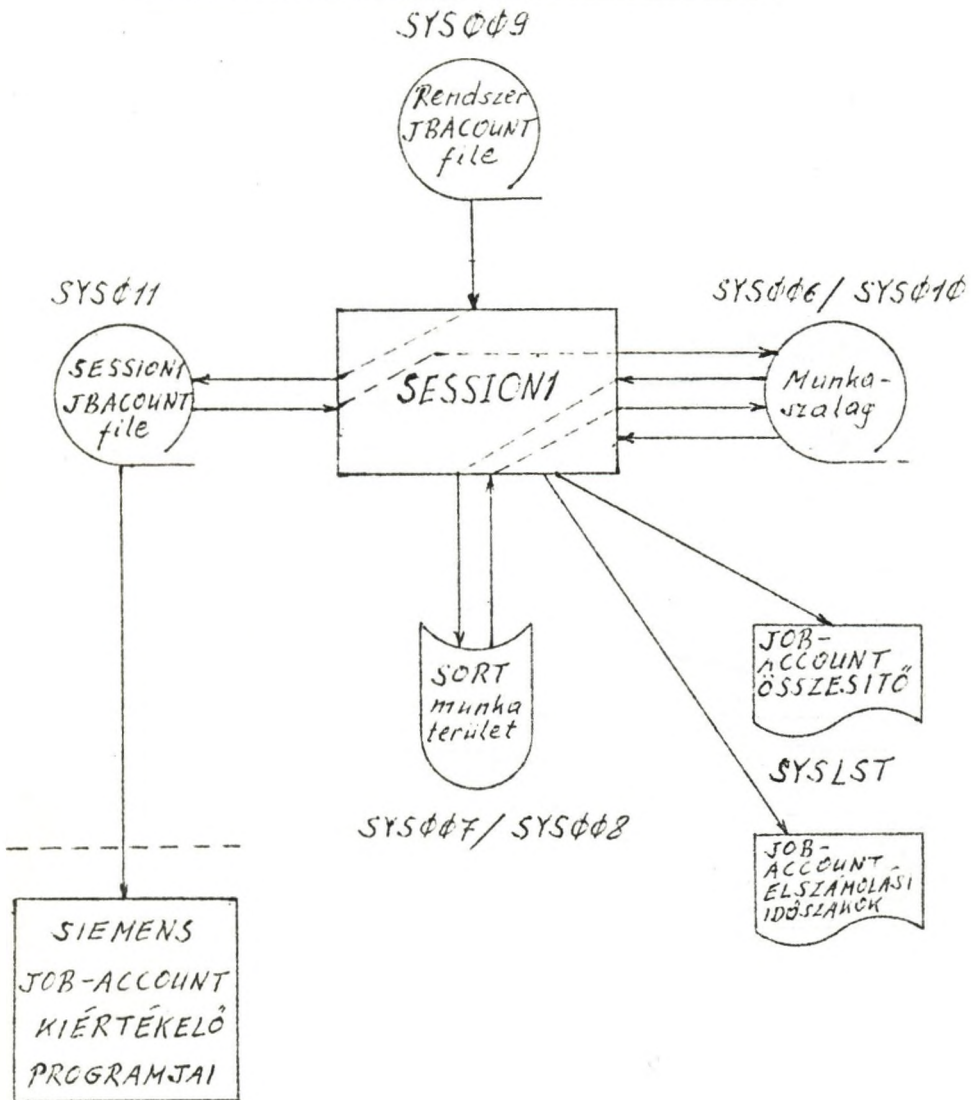 SYSØØ9
Rendszer
JBACOUNT
file
SYSØ11
SYSØØ6/ SYSØ1Ø
SESSION1
JBACOUNT
file
SESSION1
Munka-
szalag
SORT
munka
terület
JOB-
ACCOUNT
ÖSSZESITŐ
SYSLST
SYSØØ7/ SYSØØ8
JOB-
ACCOUNT
ELSZÁMOLÁSI
IDŐSZAKOK
SIEMENS
JOB-ACCOUNT
KIÉRTÉKELŐ
PROGRAMJAI